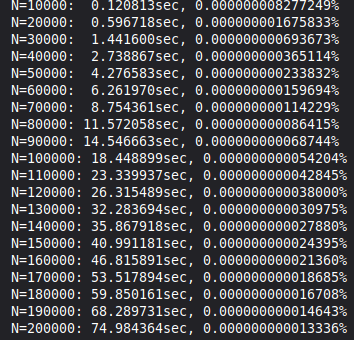 N=10000:  0.120813sec, 0.000000008277249%
N=20000:  0.596718sec, 0.000000001675833%
N=30000:  1.441600sec, 0.000000000693673%
N=40000:  2.738867sec, 0.000000000365114%
N=50000:  4.276583sec, 0.000000000233832%
N=60000:  6.261970sec, 0.000000000159694%
N=70000:  8.754361sec, 0.000000000114229%
N=80000: 11.572058sec, 0.000000000086415%
N=90000: 14.546663sec, 0.000000000068744%
N=100000: 18.448899sec, 0.000000000054204%
N=110000: 23.339937sec, 0.000000000042845%
N=120000: 26.315489sec, 0.000000000038000%
N=130000: 32.283694sec, 0.000000000030975%
N=140000: 35.867918sec, 0.000000000027880%
N=150000: 40.991181sec, 0.000000000024395%
N=160000: 46.815891sec, 0.000000000021360%
N=170000: 53.517894sec, 0.000000000018685%
N=180000: 59.850161sec, 0.000000000016708%
N=190000: 68.289731sec, 0.000000000014643%
N=200000: 74.984364sec, 0.000000000013336%